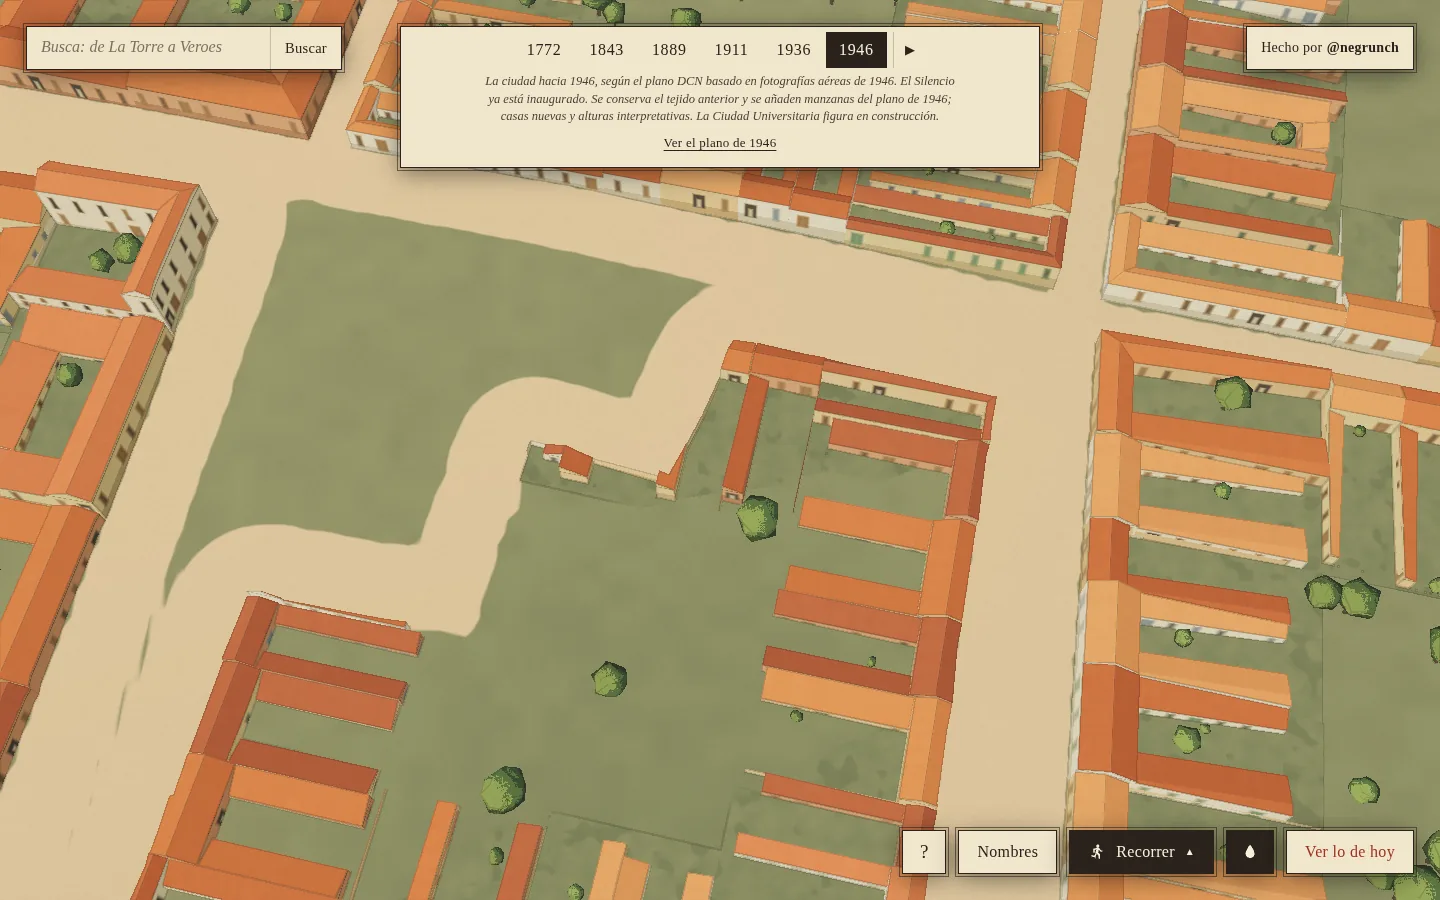 Busca: de La Torre a Veroes
Buscar
1772 1843 1889 1911 1936 1946 ▶
La ciudad hacia 1946, según el plano DCN basado en fotografías aéreas de 1946. El Silencio
ya está inaugurado. Se conserva el tejido anterior y se añaden manzanas del plano de 1946;
casas nuevas y alturas interpretativas. La Ciudad Universitaria figura en construcción.
Ver el plano de 1946
Hecho por @negrunch
?
Nombres
Recorrer ▲
Ver lo de hoy